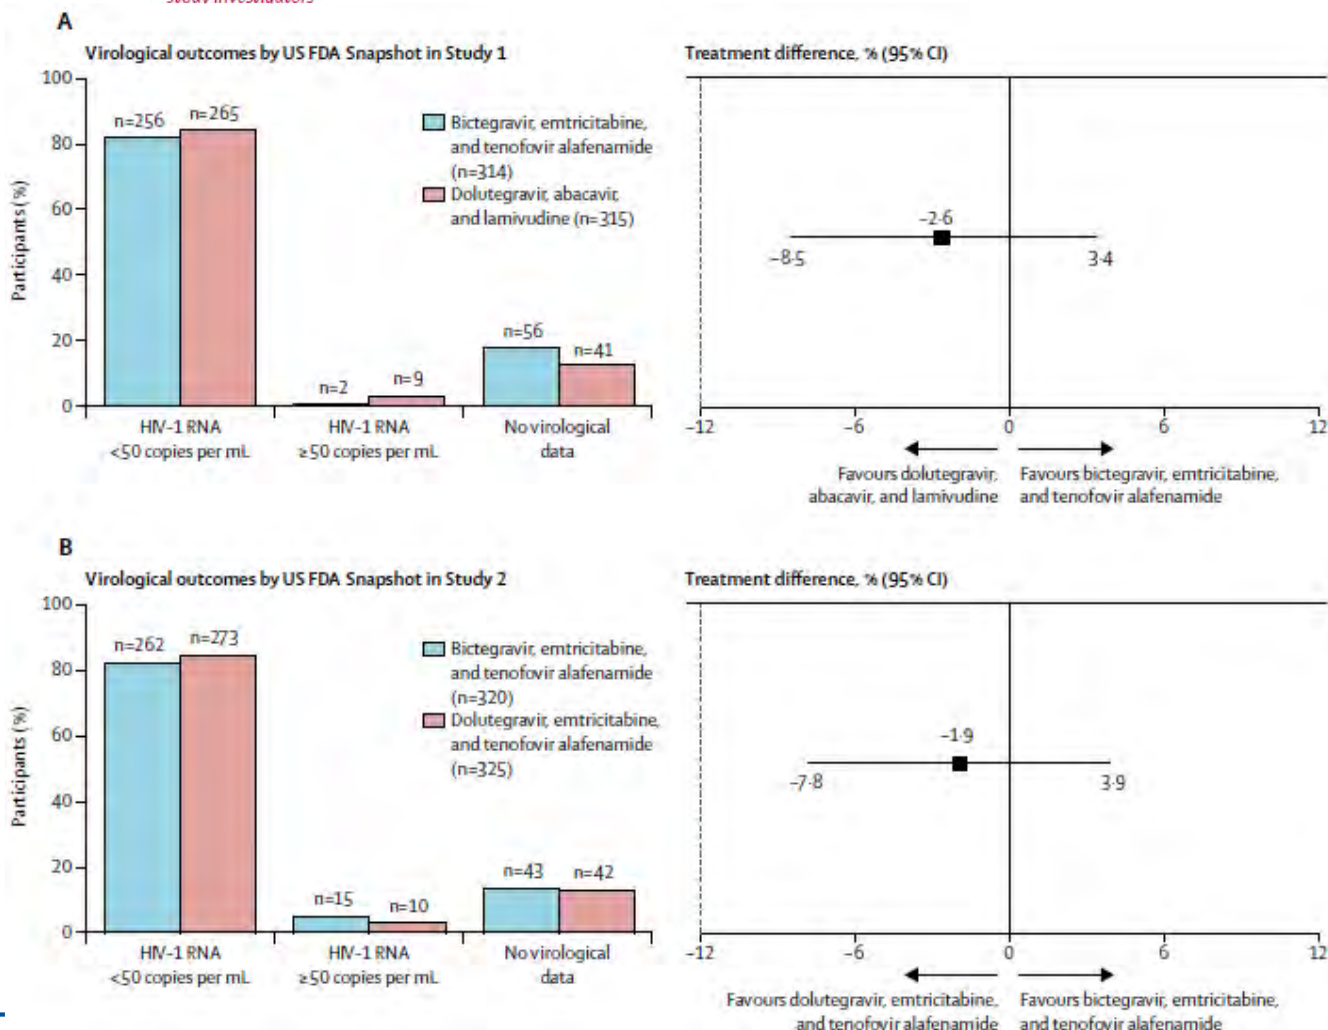 study investigators
A
Virological outcomes by US FDA Snapshot in Study 1
Treatment difference, % (95% CI)
100
80
60
40
20
0
Participants (%)
n=256
n=265
n=2
n=9
n=56
n=41
Bictegravir, emtricitabine,
and tenofovir alafenamide
(n=314)
Dolutegravir, abacavir,
and lamivudine (n=315)
HIV-1 RNA
<50 copies per mL
HIV-1 RNA
≥50 copies per mL
No virological
data
−2·6
−8·5
3·4
−12
−6
0
6
12
Favours dolutegravir,
abacavir, and lamivudine
Favours bictegravir, emtricitabine,
and tenofovir alafenamide
B
Virological outcomes by US FDA Snapshot in Study 2
Treatment difference, % (95% CI)
100
80
60
40
20
0
Participants (%)
n=262
n=273
n=15
n=10
n=43
n=42
Bictegravir, emtricitabine,
and tenofovir alafenamide
(n=320)
Dolutegravir, emtricitabine,
and tenofovir alafenamide
(n=325)
HIV-1 RNA
<50 copies per mL
HIV-1 RNA
≥50 copies per mL
No virological
data
−1·9
−7·8
3·9
−12
−6
0
6
12
Favours dolutegravir, emtricitabine,
and tenofovir alafenamide
Favours bictegravir, emtricitabine,
and tenofovir alafenamide